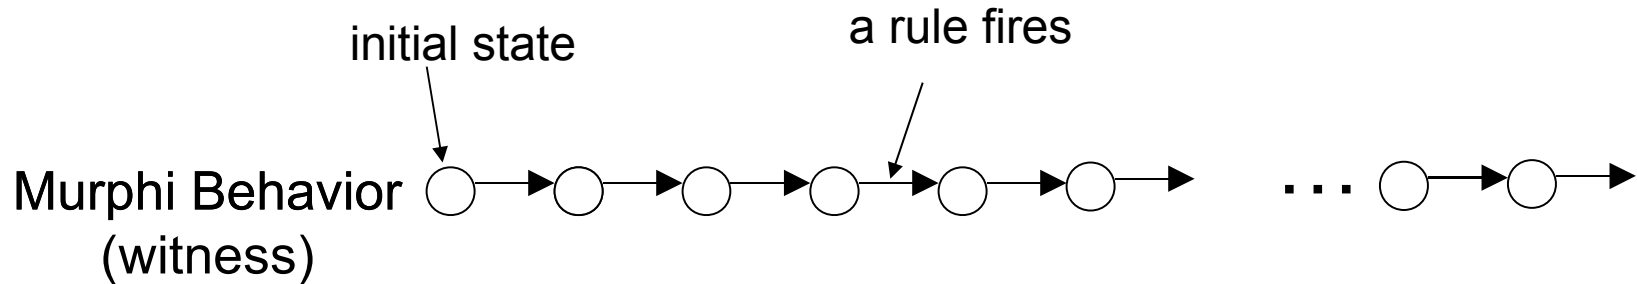 initial state
a rule fires
Murphi Behavior
...
(witness)